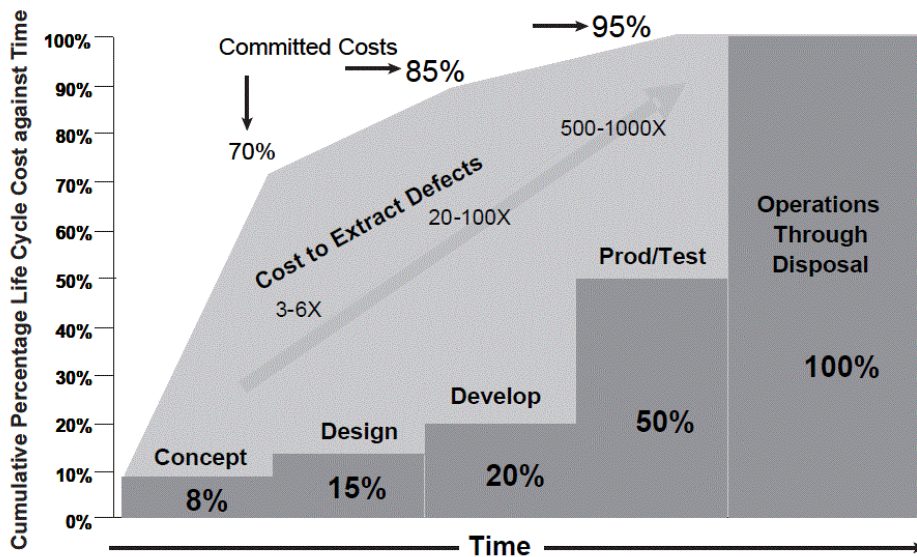 Cumulative Percentage Life Cycle Cost against Time
100%
90%
80%
70%
60%
50%
40%
30%
20%
10%
0%
Committed Costs
70%
85%
95%
Cost to Extract Defects
3-6X
20-100X
500-1000X
Concept
8%
Design
15%
Develop
20%
Prod/Test
50%
Operations
Through
Disposal
100%
Time